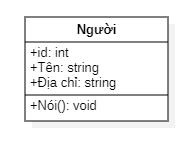 Người
+id: int
+Tên: string
+Địa chỉ: string
+Nói(): void